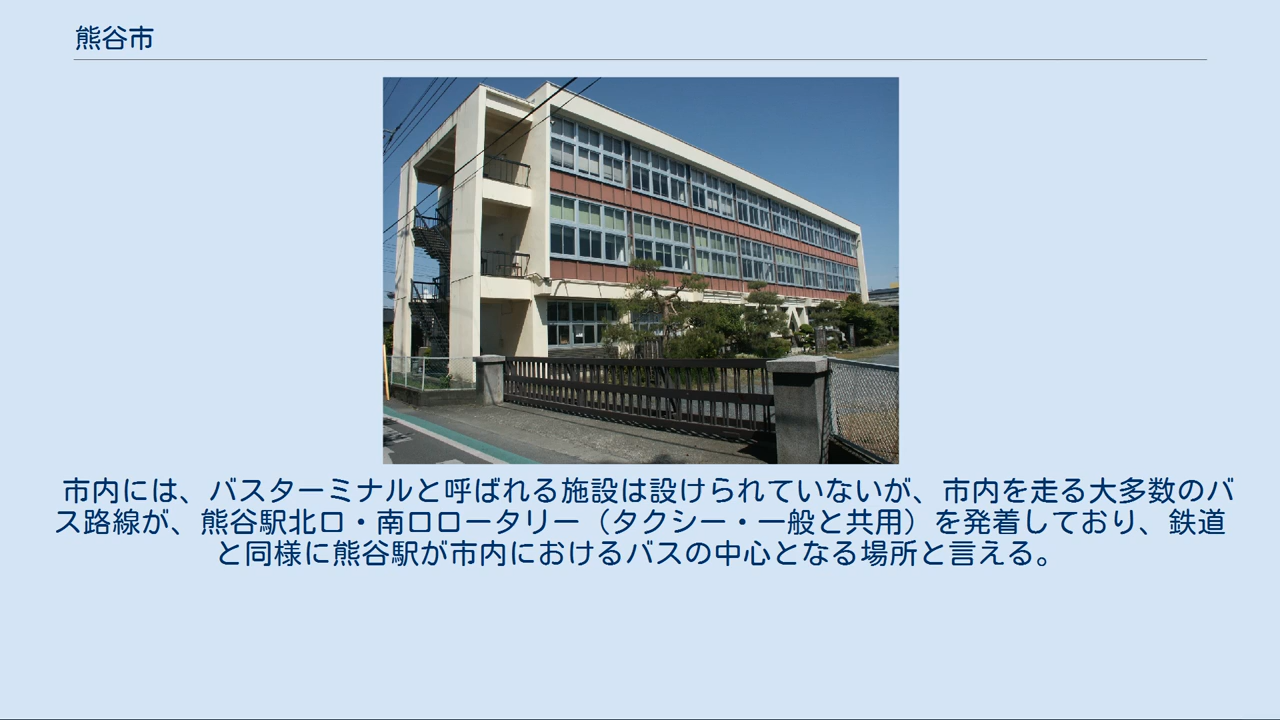 熊谷市
市内には、バスターミナルと呼ばれる施設は設けられていないが、市内を走る大多数のバ
ス路線が、熊谷駅北口・南口ロータリー（タクシー・一般と共用）を発着しており、鉄道
と同様に熊谷駅が市内におけるバスの中心となる場所と言える。